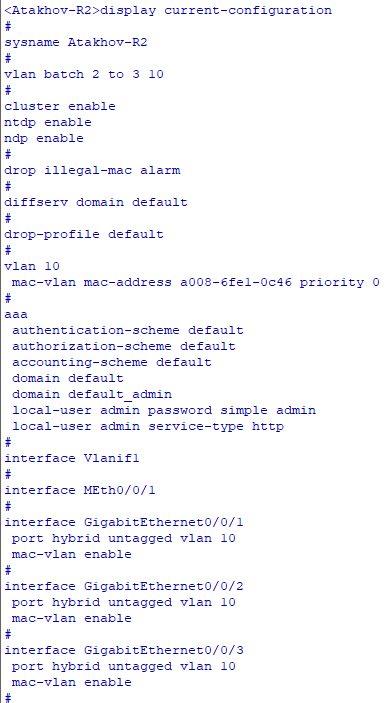 <Atakhov-R2>display current-configuration
#
sysname Atakhov-R2
#
vlan batch 2 to 3 10
#
cluster enable
ntdp enable
ndp enable
#
drop illegal-mac alarm
#
diffserv domain default
#
drop-profile default
#
vlan 10
 mac-vlan mac-address a008-6fe1-0c46 priority 0
#
aaa
 authentication-scheme default
 authorization-scheme default
 accounting-scheme default
 domain default
 domain default_admin
 local-user admin password simple admin
 local-user admin service-type http
#
interface Vlanif1
#
interface MEth0/0/1
#
interface GigabitEthernet0/0/1
 port hybrid untagged vlan 10
 mac-vlan enable
#
interface GigabitEthernet0/0/2
 port hybrid untagged vlan 10
 mac-vlan enable
#
interface GigabitEthernet0/0/3
 port hybrid untagged vlan 10
 mac-vlan enable
#